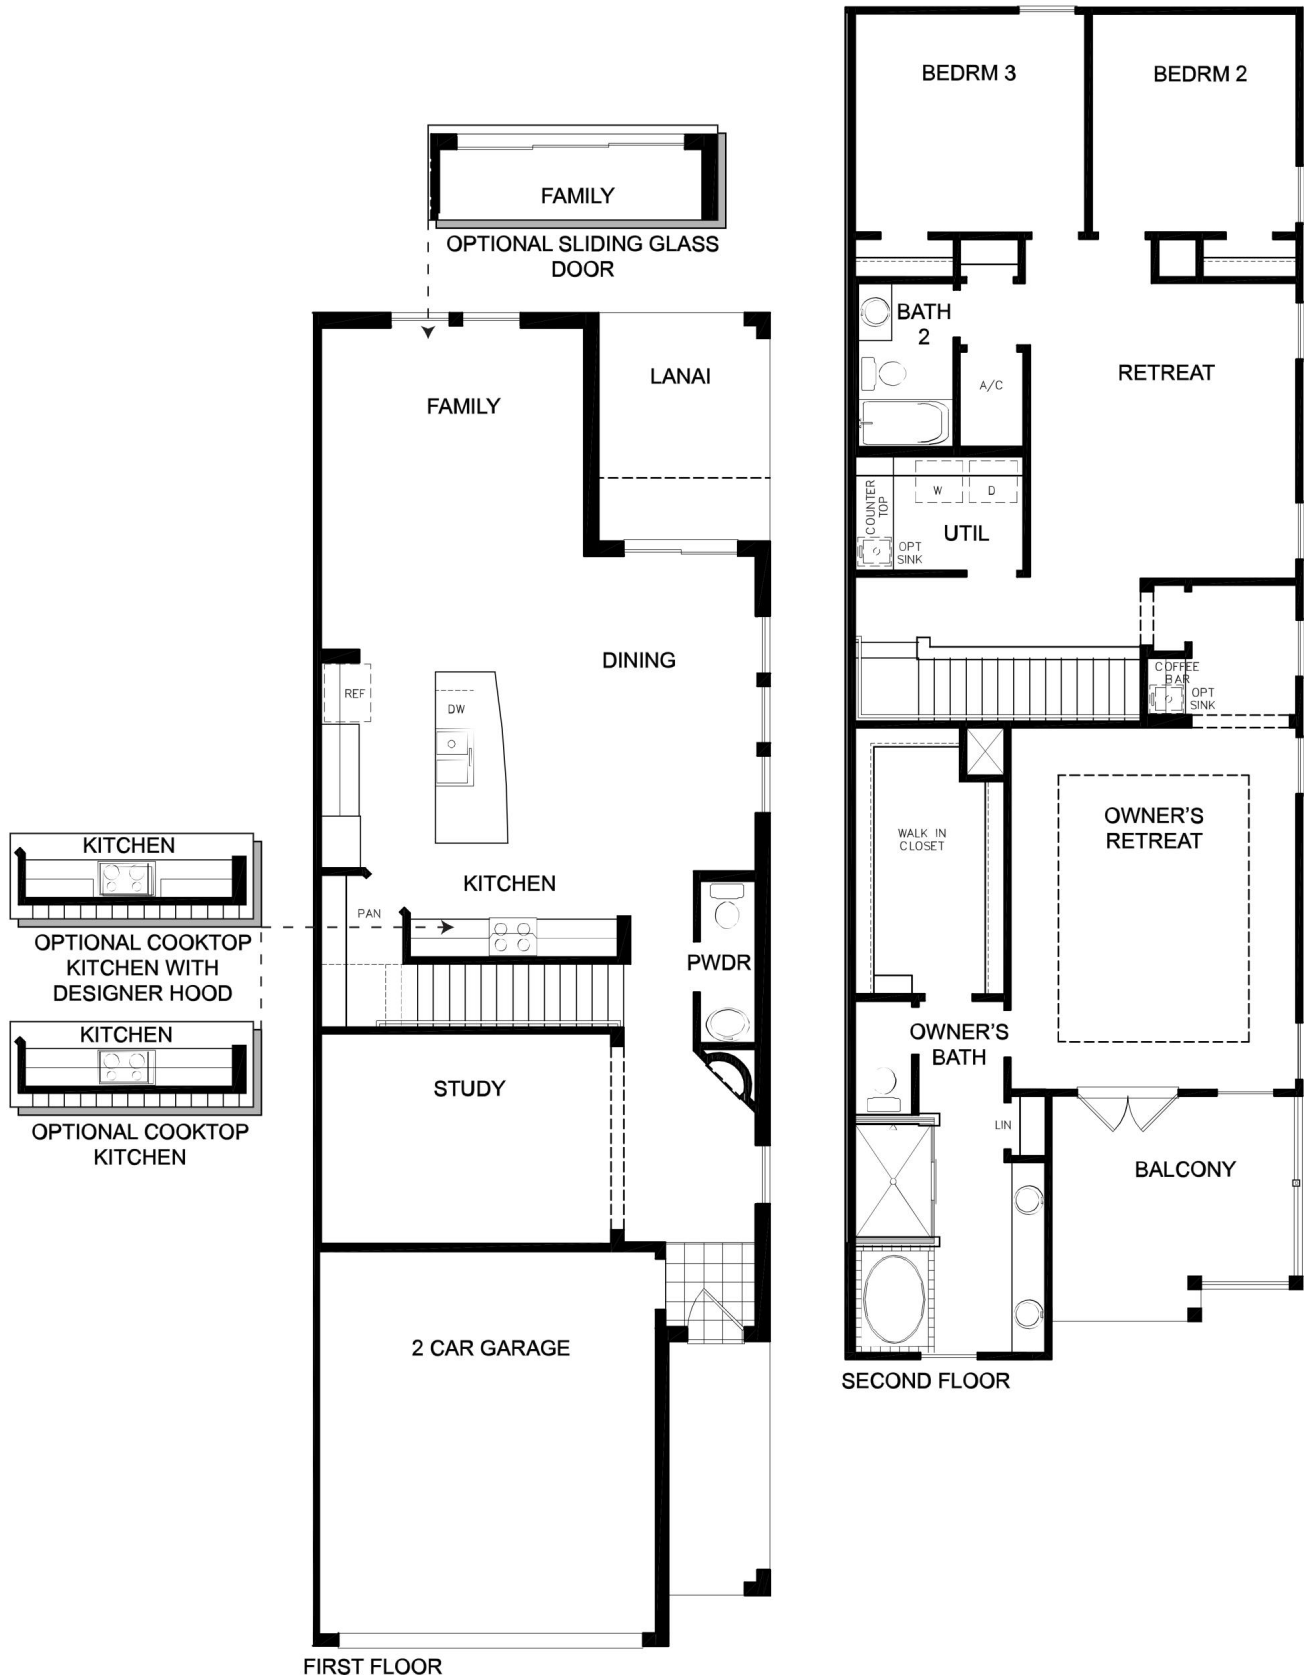 FAMILY
OPTIONAL SLIDING GLASS
DOOR
LANAI
FAMILY
DINING
REF
DW
KITCHEN
PAN
PWDR
STUDY
2 CAR GARAGE
FIRST FLOOR
KITCHEN
OPTIONAL COOKTOP
KITCHEN WITH
DESIGNER HOOD
KITCHEN
OPTIONAL COOKTOP
KITCHEN
BEDRM 3
BEDRM 2
BATH
2
RETREAT
A/C
COUNTER
TOP
W
D
UTIL
OPT
SINK
COFFEE
BAR
OPT
SINK
WALK IN
CLOSET
OWNER'S
RETREAT
OWNER'S
BATH
LIN
BALCONY
SECOND FLOOR